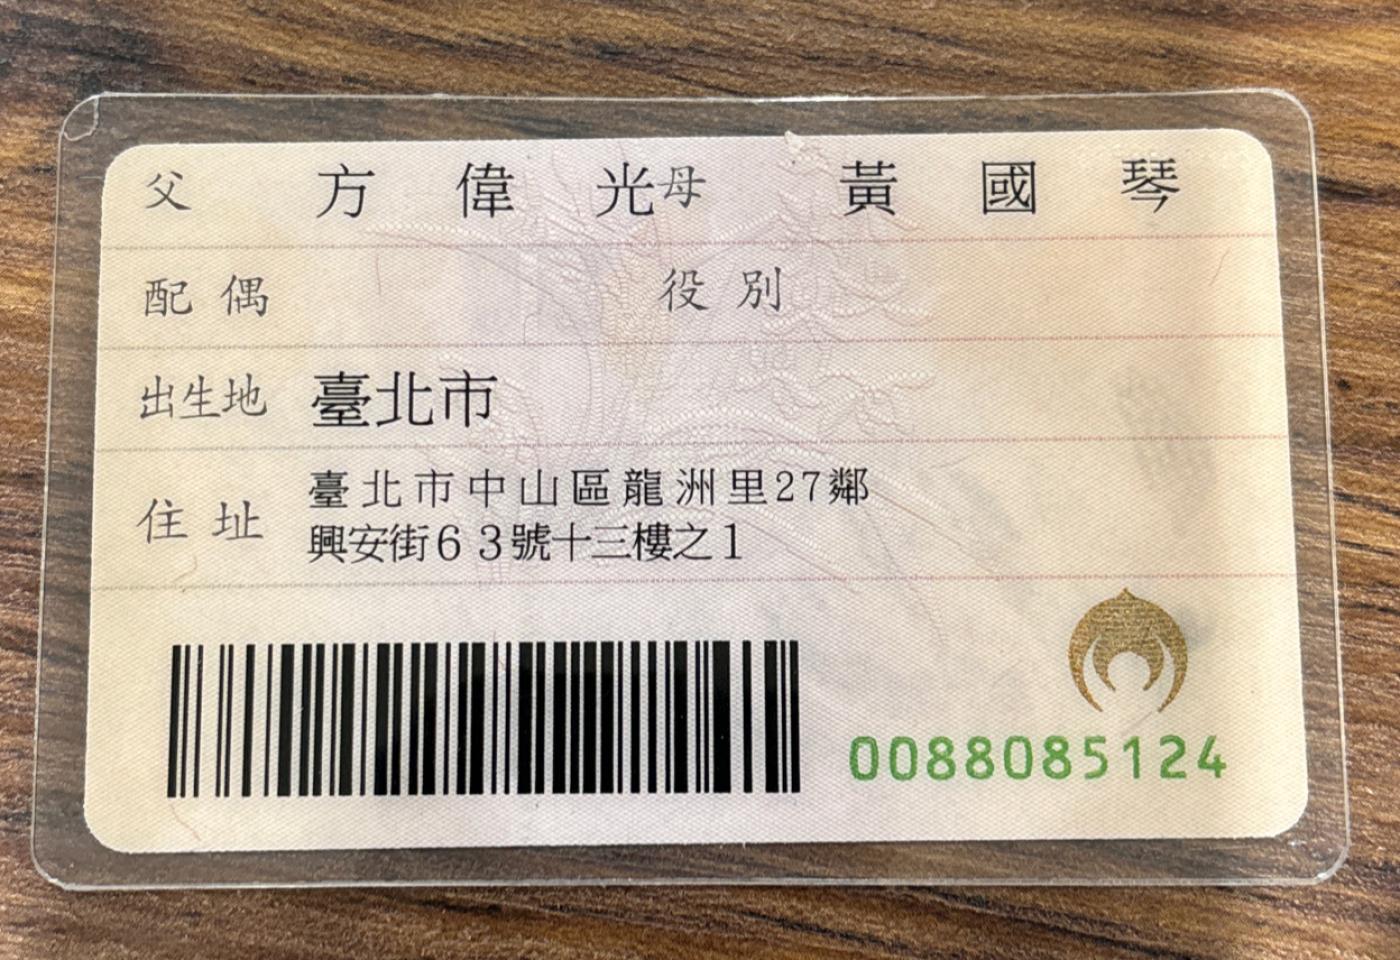 父 方偉光 母 黃國琴
配偶 役別
出生地 臺北市
住址 臺北市中山區龍洲里27鄰
興安街63號十三樓之1
0088085124